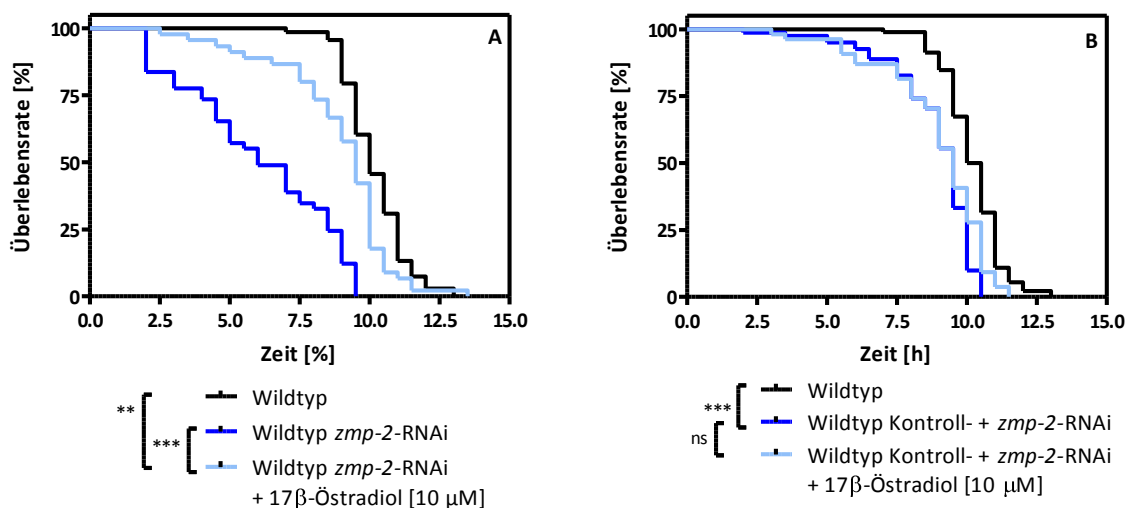 A
Überlebensrate [%]
100
75
50
25
0
0.0 2.5 5.0 7.5 10.0 12.5 15.0
Zeit [%]
** Wildtyp
*** Wildtyp zmp-2-RNAi
Wildtyp zmp-2-RNAi
+ 17β-Östradiol [10 µM]
B
Überlebensrate [%]
100
75
50
25
0
0.0 2.5 5.0 7.5 10.0 12.5 15.0
Zeit [h]
*** Wildtyp
ns Wildtyp Kontroll- + zmp-2-RNAi
Wildtyp Kontroll- + zmp-2-RNAi
+ 17β-Östradiol [10 µM]